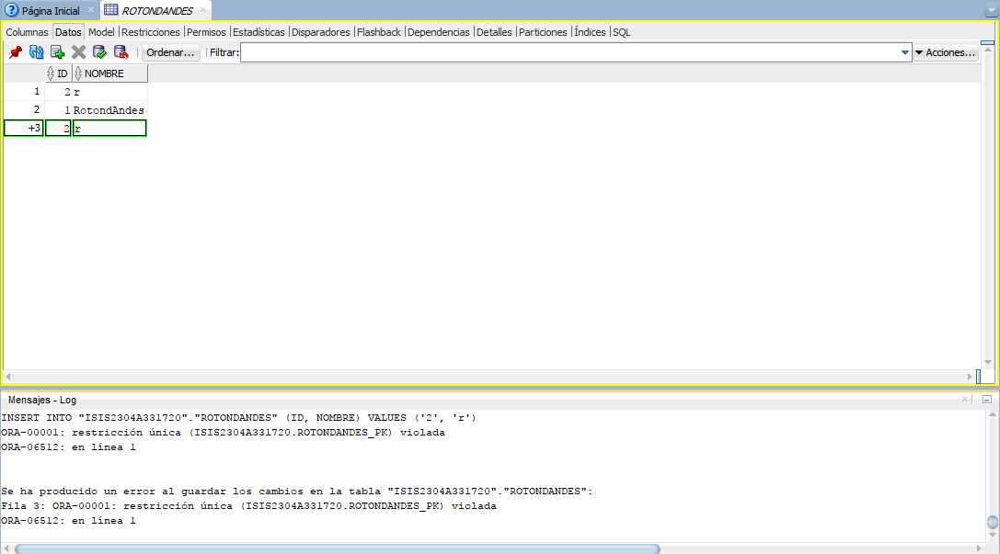 Página Inicial ROTONDANDES
Columnas Datos Model Restricciones Permisos Estadísticas Disparadores Flashback Dependencias Detalles Particiones Índices SQL
Ordenar... Filtrar: Acciones...
ID NOMBRE
1 2 r
2 1 RotondAndes
+3 2 r
Mensajes - Log
INSERT INTO "ISIS2304A331720"."ROTONDANDES" (ID, NOMBRE) VALUES ('2', 'r')
ORA-00001: restricción única (ISIS2304A331720.ROTONDANDES_PK) violada
ORA-06512: en línea 1
Se ha producido un error al guardar los cambios en la tabla "ISIS2304A331720"."ROTONDANDES":
Fila 3: ORA-00001: restricción única (ISIS2304A331720.ROTONDANDES_PK) violada
ORA-06512: en línea 1